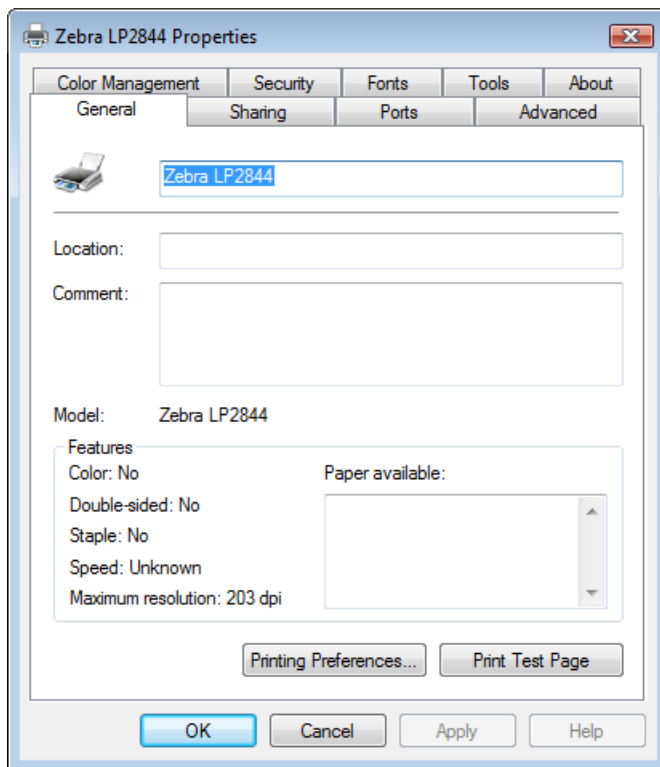 Zebra LP2844 Properties
Color Management Security Fonts Tools About
General Sharing Ports Advanced
Zebra LP2844
Location:
Comment:
Model: Zebra LP2844
Features
Color: No Paper available:
Double-sided: No
Staple: No
Speed: Unknown
Maximum resolution: 203 dpi
Printing Preferences... Print Test Page
OK Cancel Apply Help